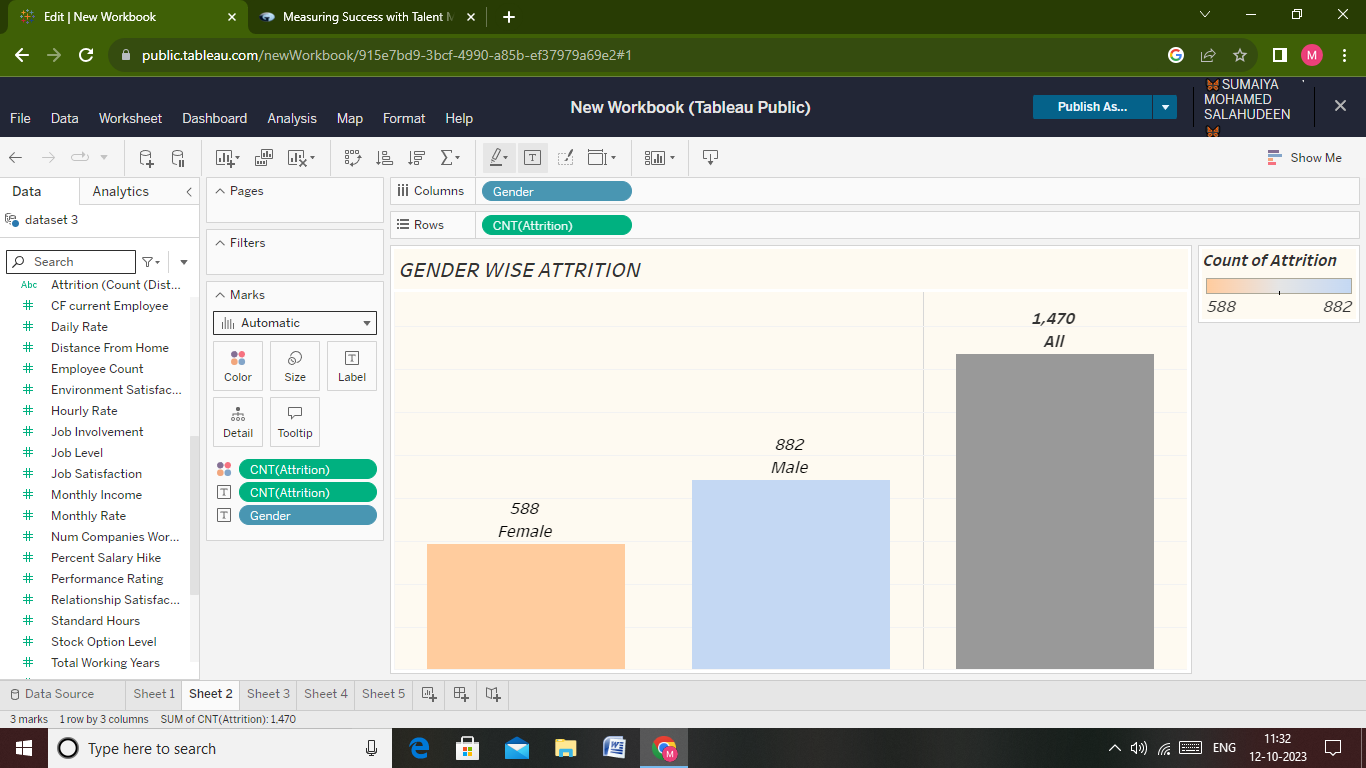 Edit | New Workbook
Measuring Success with Talent M
public.tableau.com/newWorkbook/915e7bd9-3bcf-4990-a85b-ef37979a69e2#1
M
File Data Worksheet Dashboard Analysis Map Format Help
New Workbook (Tableau Public)
Publish As...
SUMAIYA
MOHAMED
SALAHUDEEN
Show Me
Data Analytics
dataset 3
Search
Abc Attrition (Count (Dist...
CF current Employee
Daily Rate
Distance From Home
Employee Count
Environment Satisfac...
Hourly Rate
Job Involvement
Job Level
Job Satisfaction
Monthly Income
Monthly Rate
Num Companies Wor...
Percent Salary Hike
Performance Rating
Relationship Satisfac...
Standard Hours
Stock Option Level
Total Working Years
Pages
Filters
Marks
Automatic
Color Size Label
Detail Tooltip
CNT(Attrition)
CNT(Attrition)
Gender
Columns Gender
Rows CNT(Attrition)
GENDER WISE ATTRITION
588
Female
882
Male
1,470
All
Count of Attrition
588 882
Data Source Sheet 1 Sheet 2 Sheet 3 Sheet 4 Sheet 5
3 marks 1 row by 3 columns SUM of CNT(Attrition): 1,470
Type here to search
M
ENG
11:32
12-10-2023